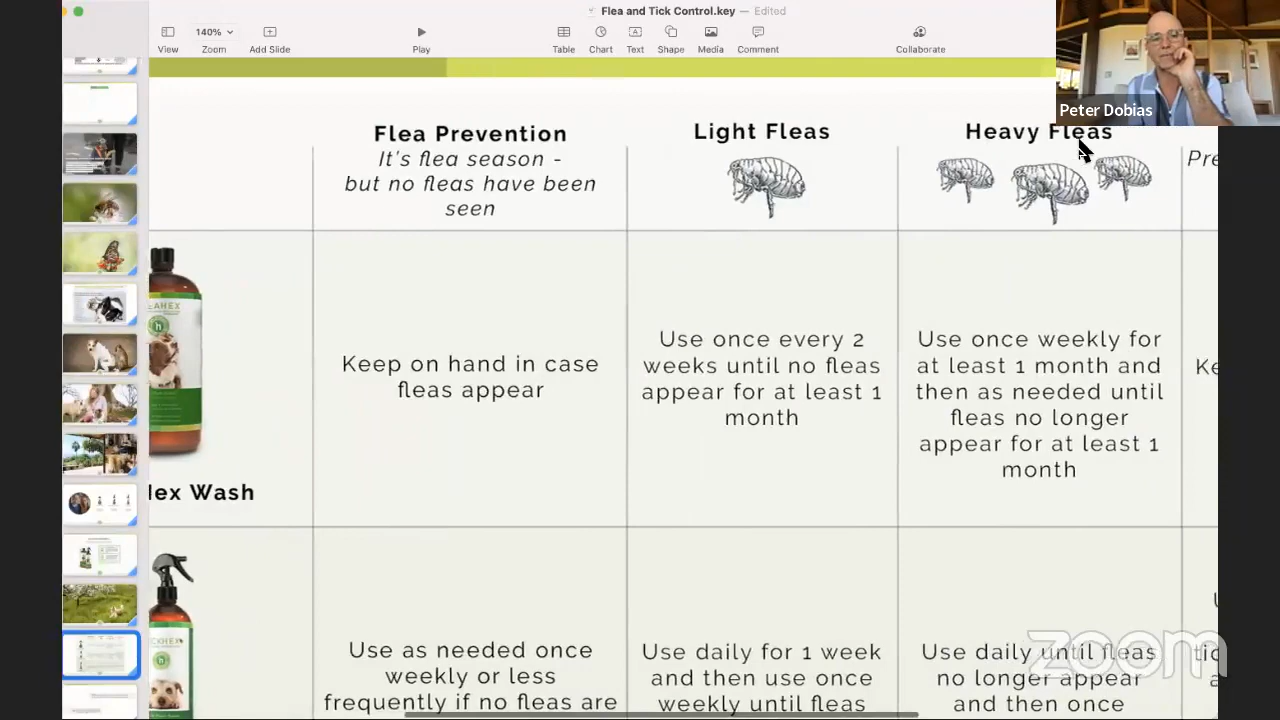 Flea and Tick Control.key — Edited
140%
View
Zoom
Add Slide
Play
Table
Chart
Text
Shape
Media
Comment
Collaborate
Peter Dobias
Flea Prevention
It's flea season -
but no fleas have been
seen
Light Fleas
Heavy Fleas
Pre
EAHEX
Keep on hand in case
fleas appear
Use once every 2
weeks until no fleas
appear for at least 1
month
Use once weekly for
at least 1 month and
then as needed until
fleas no longer
appear for at least 1
month
Ke
Hex Wash
CKHEX
Use as needed once
weekly or less
frequently if no fleas are
Use daily for 1 week
and then use once
weekly until fleas
Use daily until fleas
no longer appear
and then once
tic
a
zoom